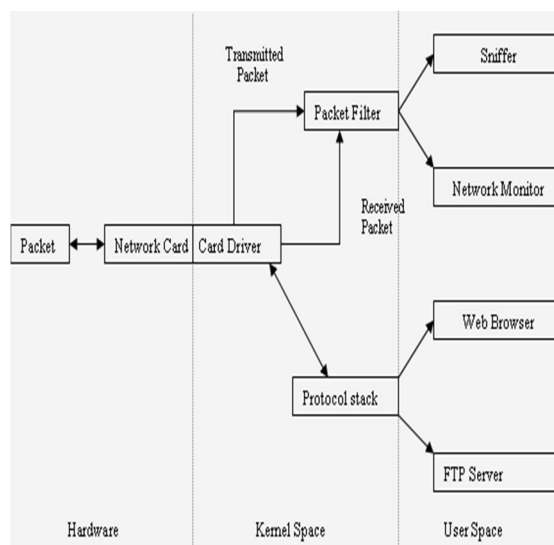 Transmitted
Packet
Sniffer
Packet Filter
Network Monitor
Received
Packet
Packet
Network Card
Card Driver
Web Browser
Protocol stack
FTP Server
Hardware
Kernel Space
User Space